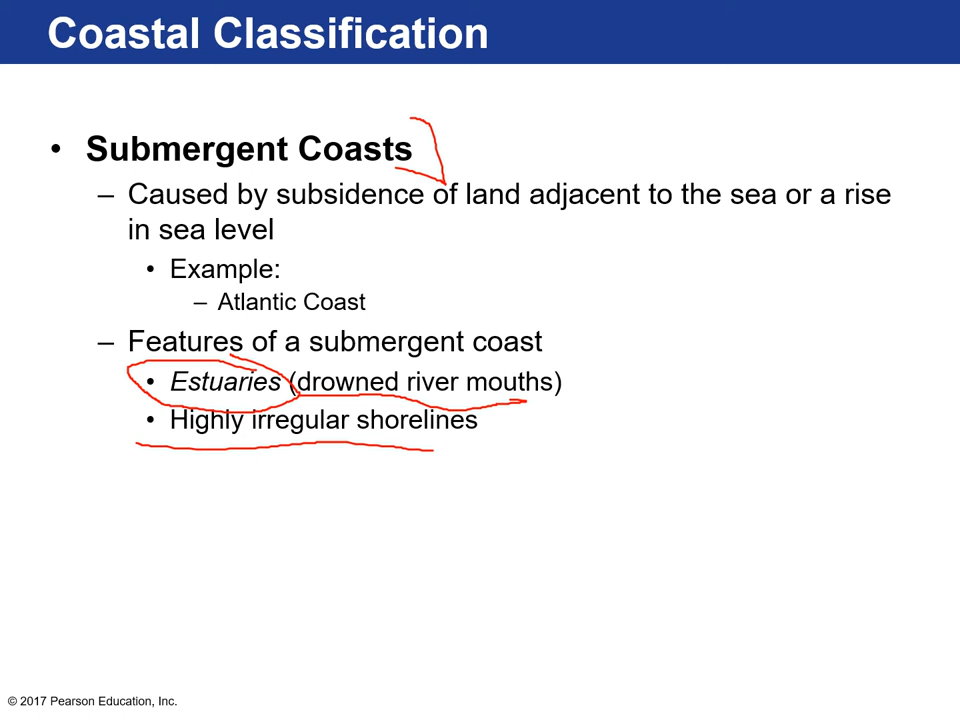 Coastal Classification
• Submergent Coasts
– Caused by subsidence of land adjacent to the sea or a rise
in sea level
• Example:
– Atlantic Coast
– Features of a submergent coast
• Estuaries (drowned river mouths)
• Highly irregular shorelines
© 2017 Pearson Education, Inc.